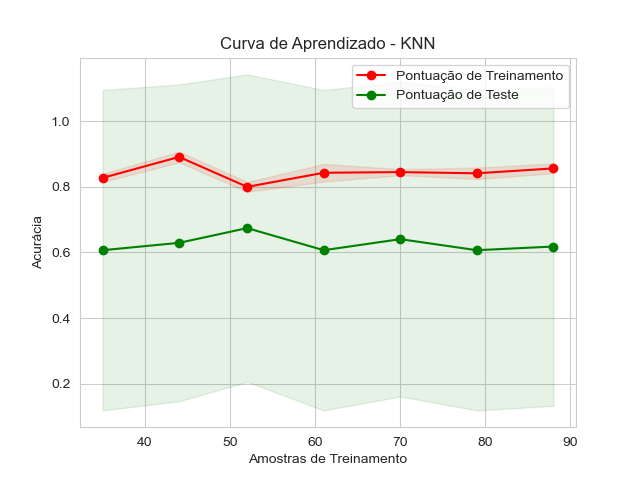 Curva de Aprendizado - KNN
Pontuação de Treinamento
Pontuação de Teste
Acurácia
1.0
0.8
0.6
0.4
0.2
40 50 60 70 80 90
Amostras de Treinamento